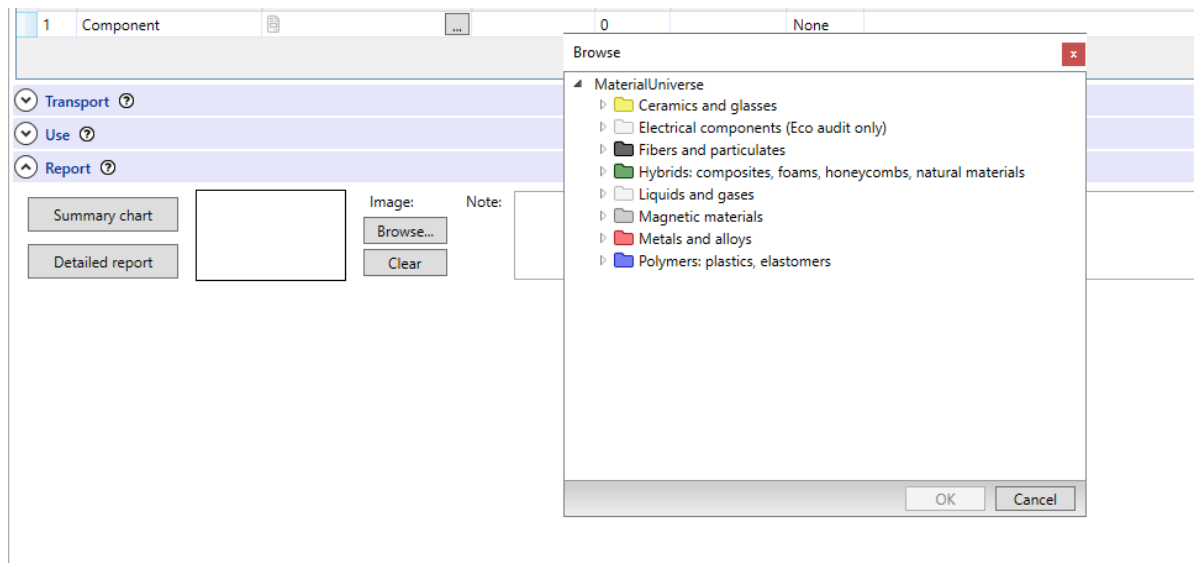 1 Component ... 0 None
Browse x
MaterialUniverse
Ceramics and glasses
Electrical components (Eco audit only)
Fibers and particulates
Hybrids: composites, foams, honeycombs, natural materials
Liquids and gases
Magnetic materials
Metals and alloys
Polymers: plastics, elastomers
OK Cancel
Transport ?
Use ?
Report ?
Summary chart
Detailed report
Image:
Browse...
Clear
Note: